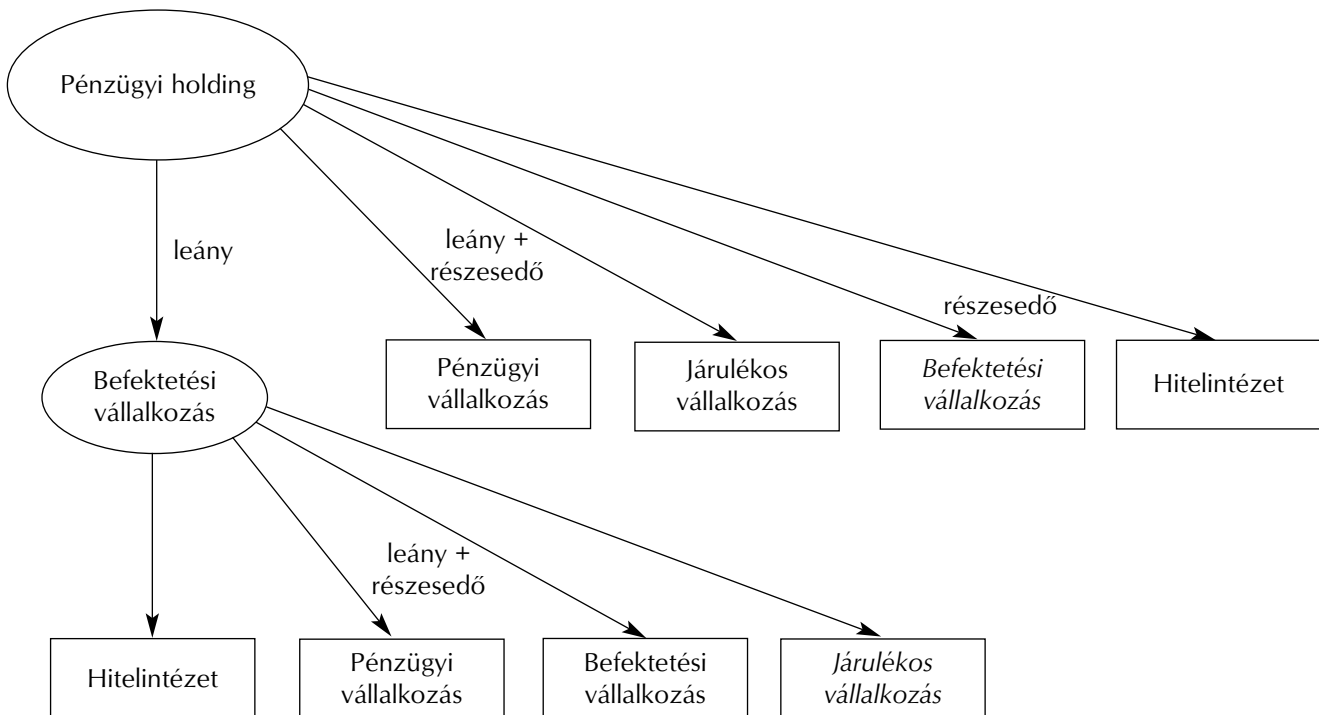 Pénzügyi holding
leány
leány +
részesedő
részesedő
Befektetési
vállalkozás
Pénzügyi
vállalkozás
Járulékos
vállalkozás
Befektetési
vállalkozás
Hitelintézet
leány +
részesedő
Hitelintézet
Pénzügyi
vállalkozás
Befektetési
vállalkozás
Járulékos
vállalkozás